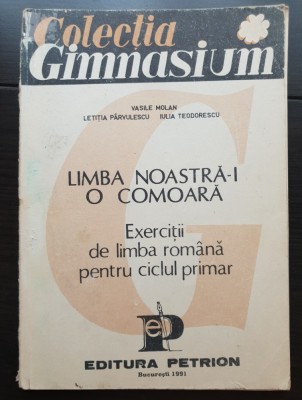 Colecția
Gimnasium
VASILE MOLAN
LETIȚIA PÂRVULESCU IULIA TEODORESCU
LIMBA NOASTRĂ-I
O COMOARĂ
Exerciții
de limba română
pentru ciclul primar
EDITURA PETRION
București 1991